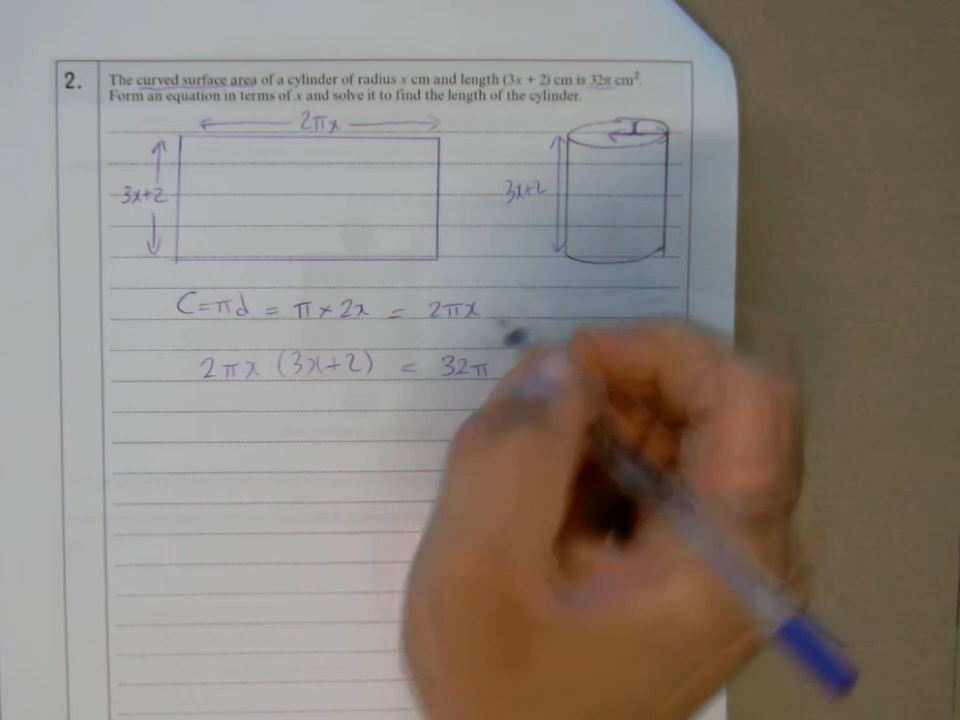 2. The curved surface area of a cylinder of radius x cm and length (3x + 2) cm is 32π cm².
Form an equation in terms of x and solve it to find the length of the cylinder.
2πx
x
3x+2
3x+2
C=πd = π×2x = 2πx
2πx (3x+2) = 32π